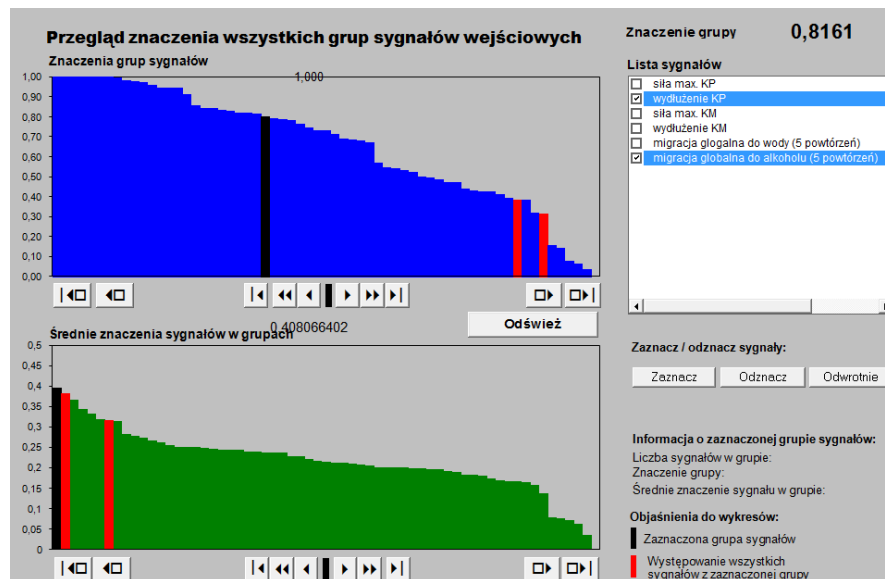 Przegląd znaczenia wszystkich grup sygnałów wejściowych
Znaczenia grup sygnałów
1,000
1,00
0,90
0,80
0,70
0,60
0,50
0,40
0,30
0,20
0,10
0,00
Odśwież
0,408066402
Średnie znaczenia sygnałów w grupach
0,5
0,45
0,4
0,35
0,3
0,25
0,2
0,15
0,1
0,05
0
Znaczenie grupy 0,8161
Lista sygnałów
siła max. KP
wydłużenie KP
siła max. KM
wydłużenie KM
migracja glogalna do wody (5 powtórzeń)
migracja globalna do alkoholu (5 powtórzeń)
Zaznacz / odznacz sygnały:
Zaznacz Odznacz Odwrotnie
Informacja o zaznaczonej grupie sygnałów:
Liczba sygnałów w grupie:
Znaczenie grupy:
Średnie znaczenie sygnału w grupie:
Objaśnienia do wykresów:
Zaznaczona grupa sygnałów
Występowanie wszystkich
sygnałów z zaznaczonej grupy